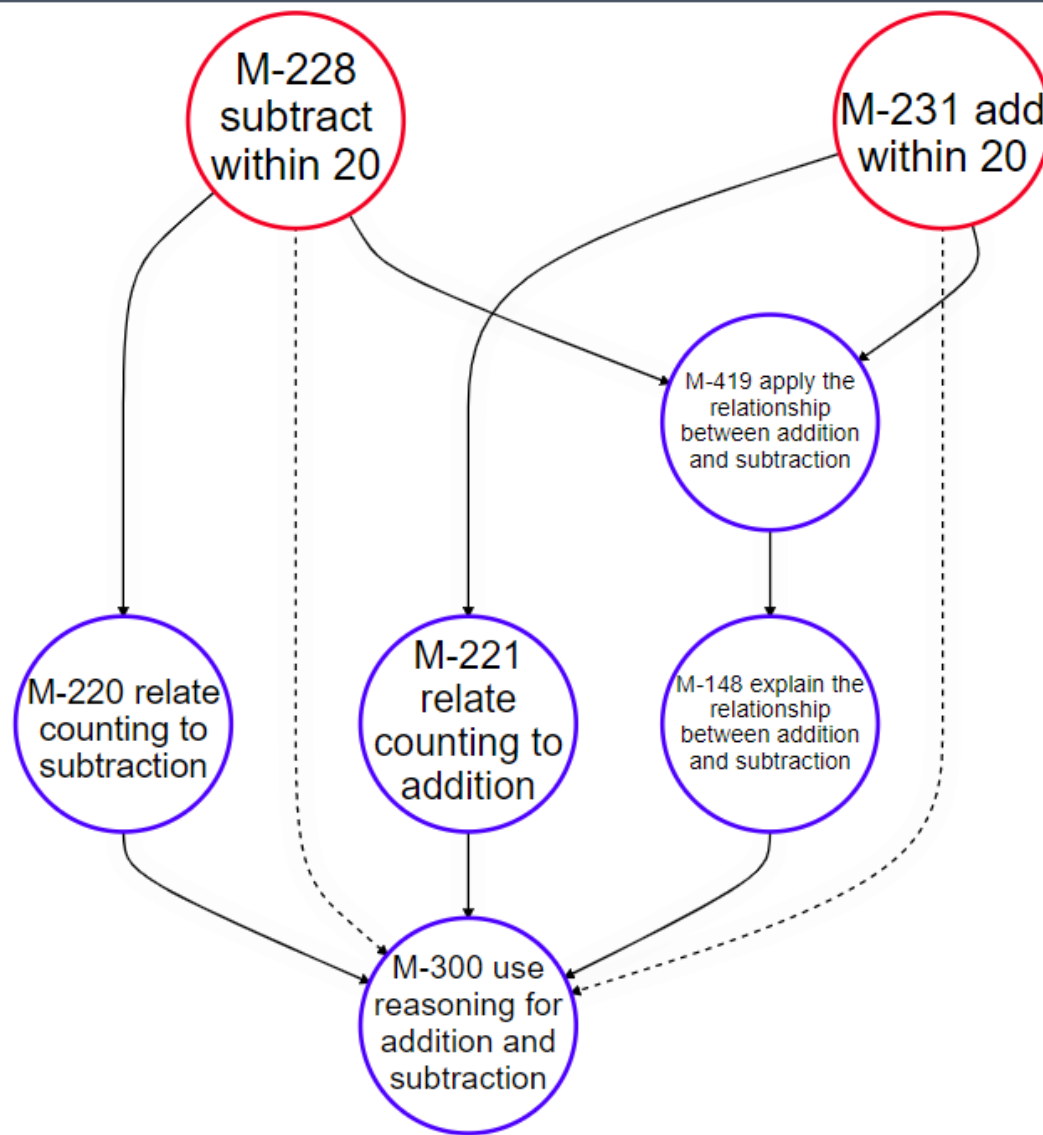 M-228
subtract
within 20
M-231 add
within 20
M-419 apply the
relationship
between addition
and subtraction
M-220 relate
counting to
subtraction
M-221
relate
counting to
addition
M-148 explain the
relationship
between addition
and subtraction
M-300 use
reasoning for
addition and
subtraction